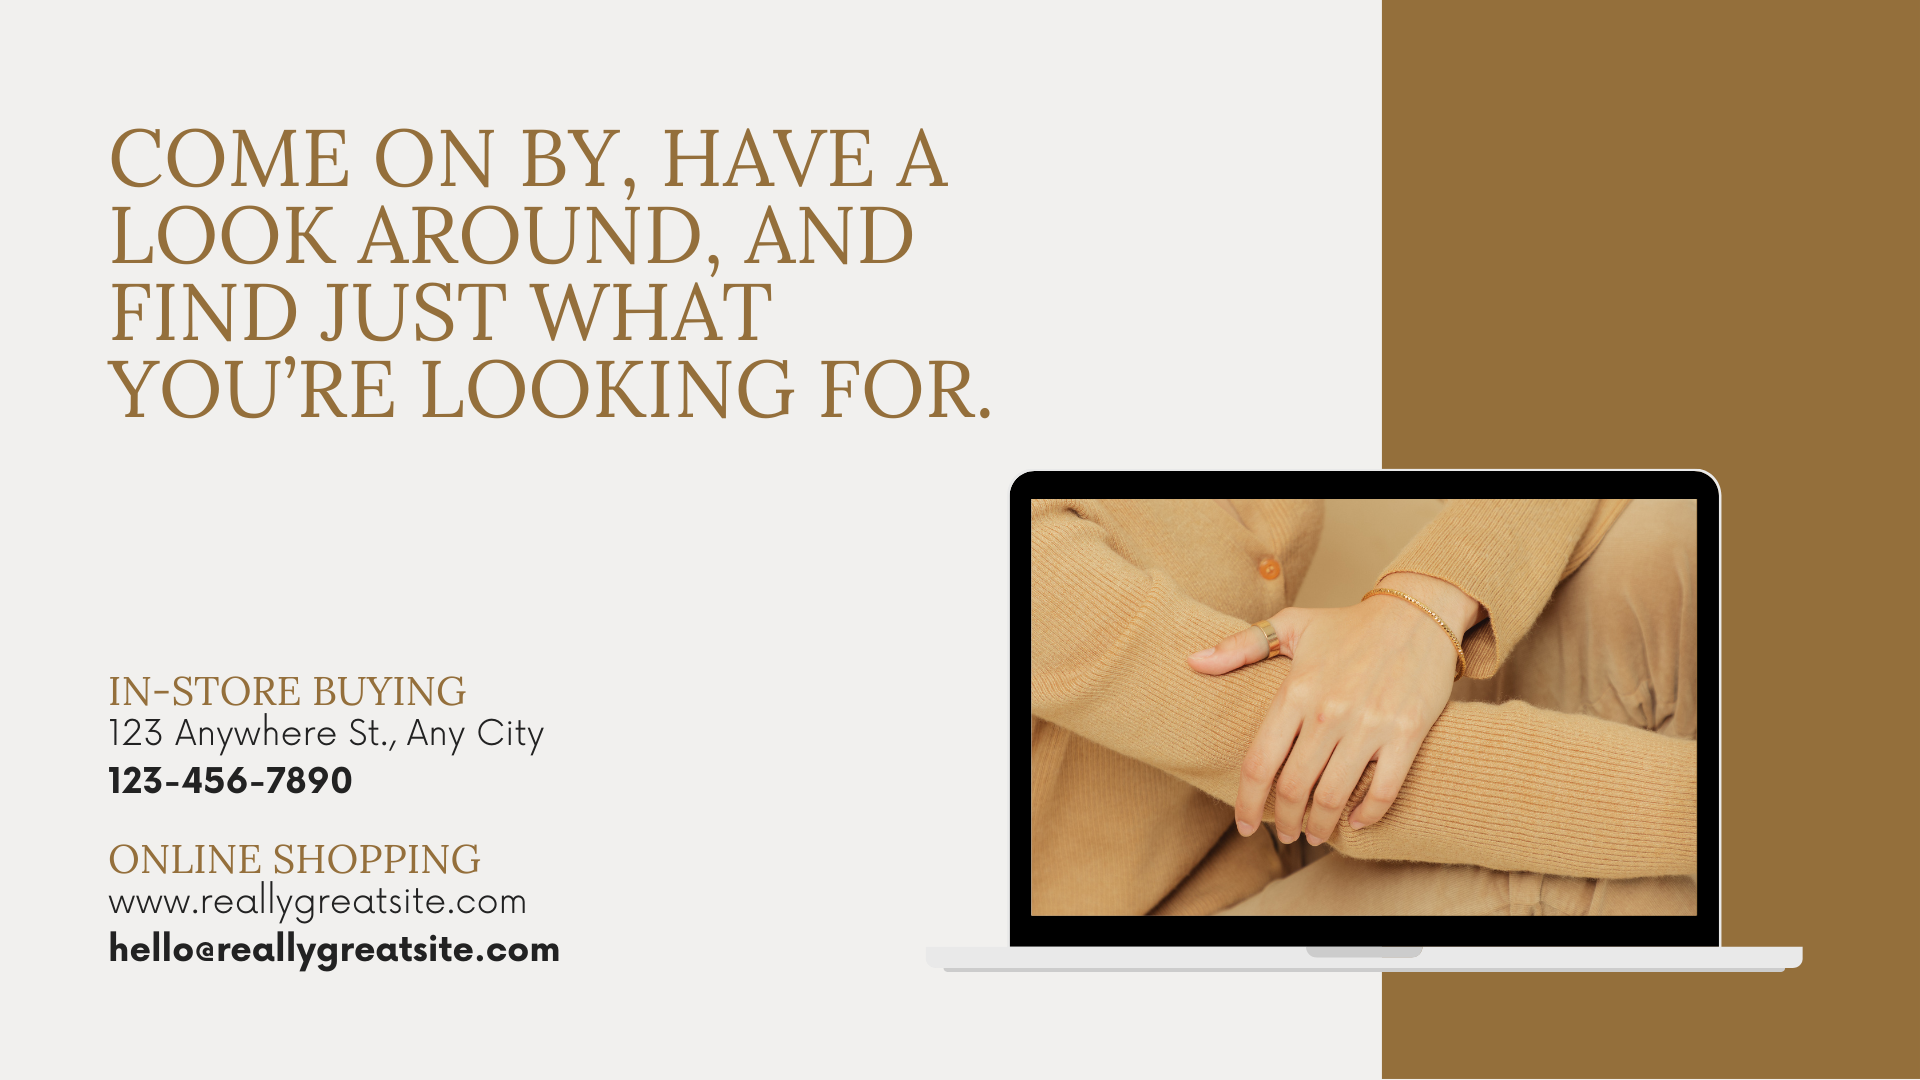 COME ON BY, HAVE A
LOOK AROUND, AND
FIND JUST WHAT
YOU’RE LOOKING FOR.
IN-STORE BUYING
123 Anywhere St., Any City
123-456-7890
ONLINE SHOPPING
www.reallygreatsite.com
hello@reallygreatsite.com